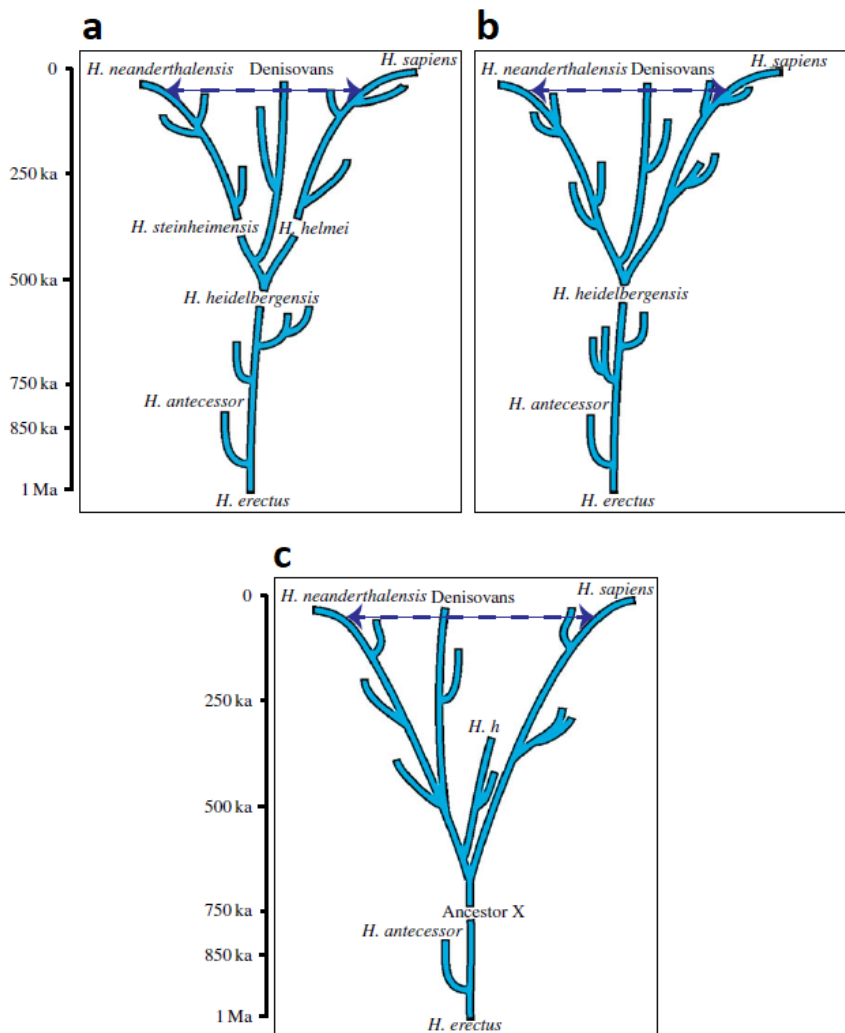 a
H. neanderthalensis Denisovans H. sapiens
0
250 ka
H. steinheimensis H. helmei
500 ka
H. heidelbergensis
750 ka
H. antecessor
850 ka
1 Ma
H. erectus
b
H. neanderthalensis Denisovans H. sapiens
H. heidelbergensis
H. antecessor
H. erectus
c
H. neanderthalensis Denisovans H. sapiens
0
250 ka
H. h
500 ka
750 ka
Ancestor X
H. antecessor
850 ka
1 Ma
H. erectus